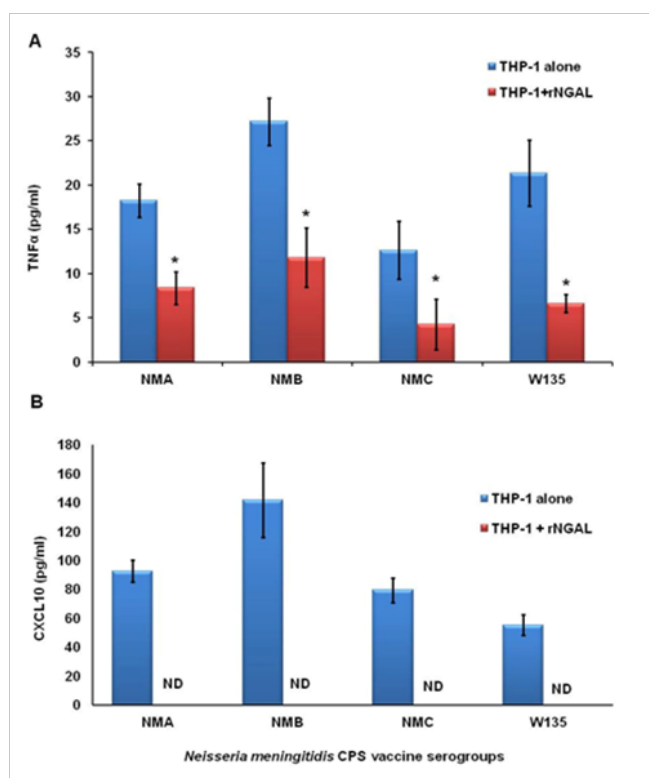 A
35
30
25
20
15
10
5
0
TNFα (pg/ml)
THP-1 alone
THP-1+rNGAL
* * * *
NMA NMB NMC W135
B
180
160
140
120
100
80
60
40
20
0
CXCL10 (pg/ml)
THP-1 alone
THP-1 + rNGAL
ND ND ND ND
NMA NMB NMC W135
Neisseria meningitidis CPS vaccine serogroups